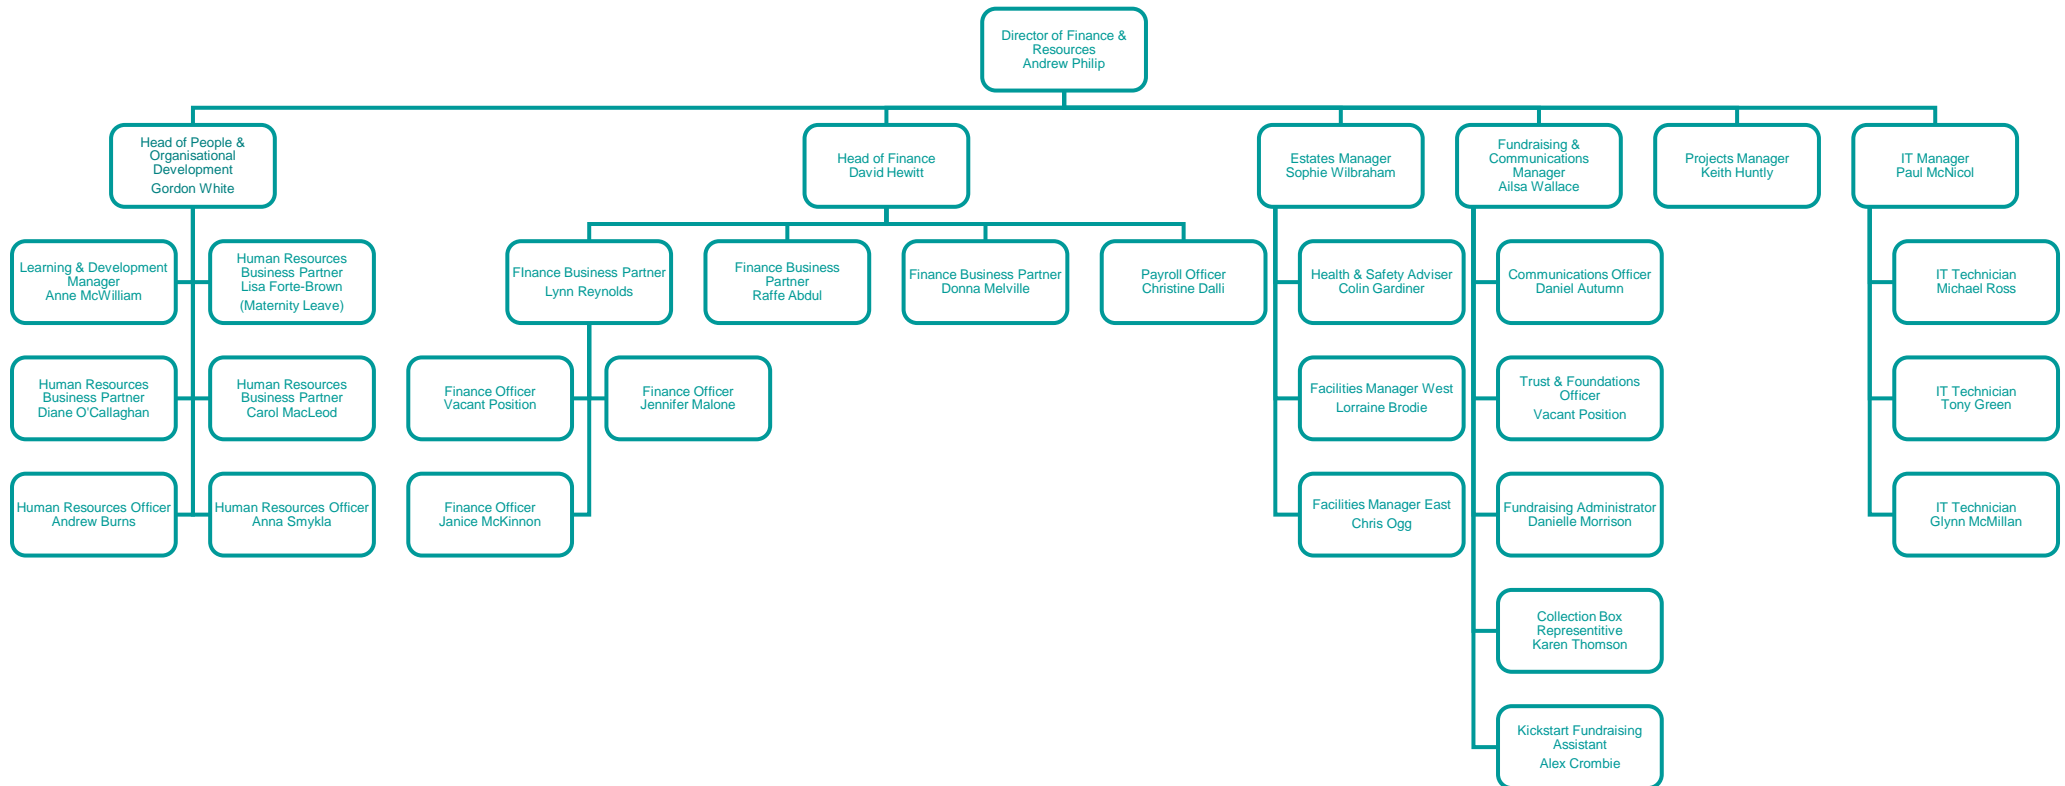 Director of Finance &
Resources
Andrew Philip
Head of People &
Organisational
Development
Gordon White
Head of Finance
David Hewitt
Estates Manager
Sophie Wilbraham
Fundraising &
Communications
Manager
Ailsa Wallace
Projects Manager
Keith Huntly
IT Manager
Paul McNicol
Learning & Development
Manager
Anne McWilliam
Human Resources
Business Partner
Lisa Forte-Brown
(Maternity Leave)
FInance Business Partner
Lynn Reynolds
Finance Business
Partner
Raffe Abdul
Finance Business Partner
Donna Melville
Payroll Officer
Christine Dalli
Health & Safety Adviser
Colin Gardiner
Communications Officer
Daniel Autumn
IT Technician
Michael Ross
Human Resources
Business Partner
Diane O'Callaghan
Human Resources
Business Partner
Carol MacLeod
Finance Officer
Vacant Position
Finance Officer
Jennifer Malone
Facilities Manager West
Lorraine Brodie
Trust & Foundations
Officer
Vacant Position
IT Technician
Tony Green
Human Resources Officer
Andrew Burns
Human Resources Officer
Anna Smykla
Finance Officer
Janice McKinnon
Facilities Manager East
Chris Ogg
Fundraising Administrator
Danielle Morrison
IT Technician
Glynn McMillan
Collection Box
Representitive
Karen Thomson
Kickstart Fundraising
Assistant
Alex Crombie